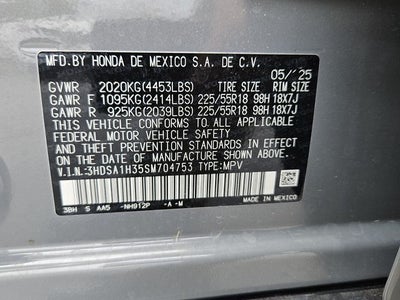 MFD.BY HONDA DE MEXICO S.A. DE C.V.
05/'25
GVWR 2020KG(4453LBS) TIRE SIZE RIM SIZE
GAWR F 1095KG(2414LBS) 225/55R18 98H 18X7J
GAWR R 925KG(2039LBS) 225/55R18 98H 18X7J
THIS VEHICLE CONFORMS TO ALL APPLICABLE
FEDERAL MOTOR VEHICLE SAFETY AND
THEFT PREVENTION STANDARDS IN EFFECT ON THE
DATE OF MANUFACTURE SHOWN ABOVE.
V.I.N.:3HDSA1H35SM704753 TYPE:MPV
3BH S AA5 -NH912P -A -M
MADE IN MEXICO